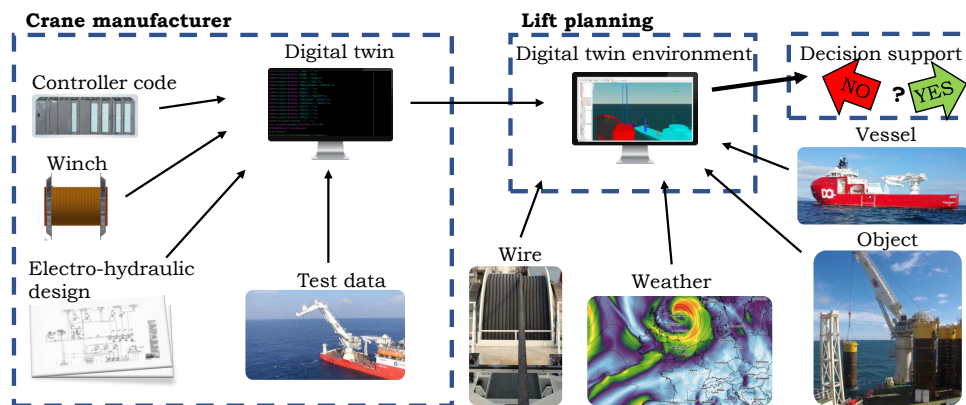 Crane manufacturer
Lift planning
Digital twin
Digital twin environment
Decision support
Controller code
NO
?
YES
Winch
Vessel
Electro-hydraulic
design
Test data
Wire
Weather
Object